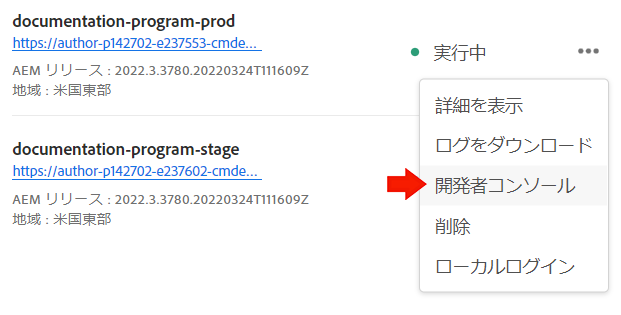 documentation-program-prod
https://author-p142702-e237553-cmde...
AEM リリース : 2022.3.3780.20220324T111609Z
地域 : 米国東部
実行中
詳細を表示
ログをダウンロード
開発者コンソール
削除
ローカルログイン
documentation-program-stage
https://author-p142702-e237602-cmde...
AEM リリース : 2022.3.3780.20220324T111609Z
地域 : 米国東部